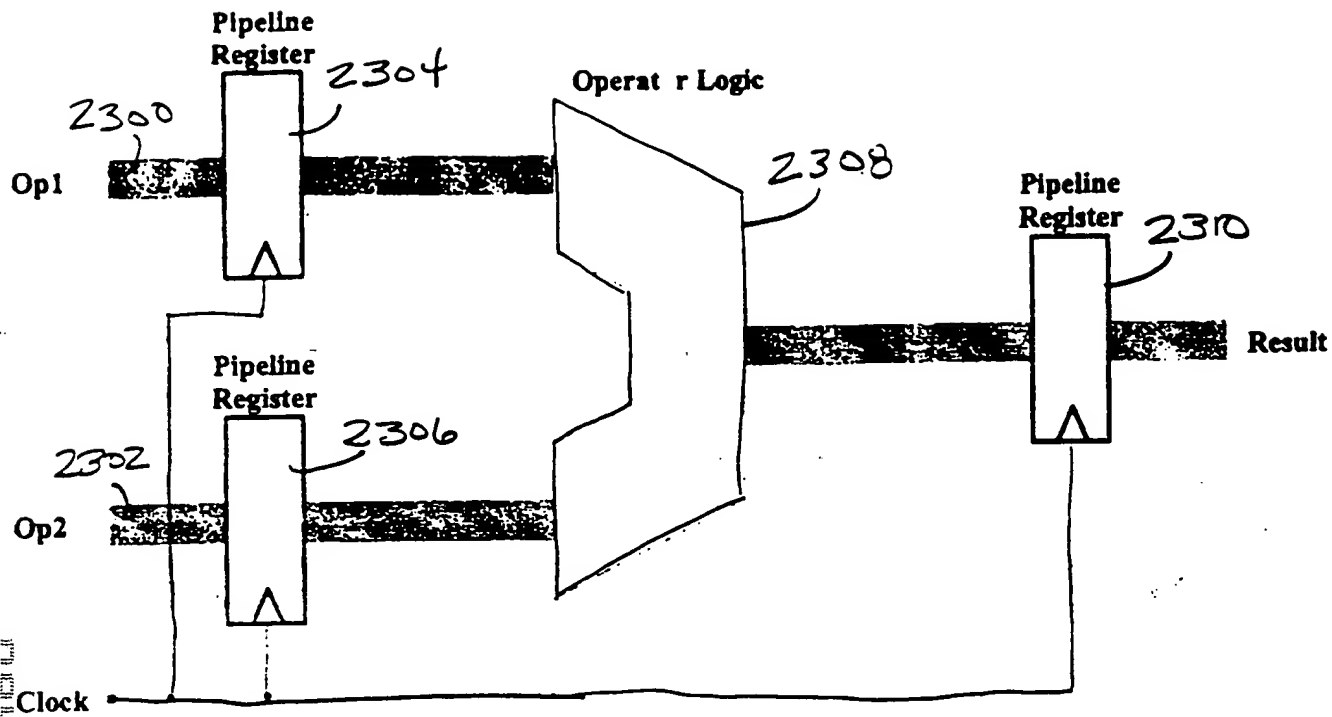 Pipeline
Register
2304
Operat r Logic
2300
Op1
2308
Pipeline
Register
2310
Result
Pipeline
Register
2306
2302
Op2
Clock